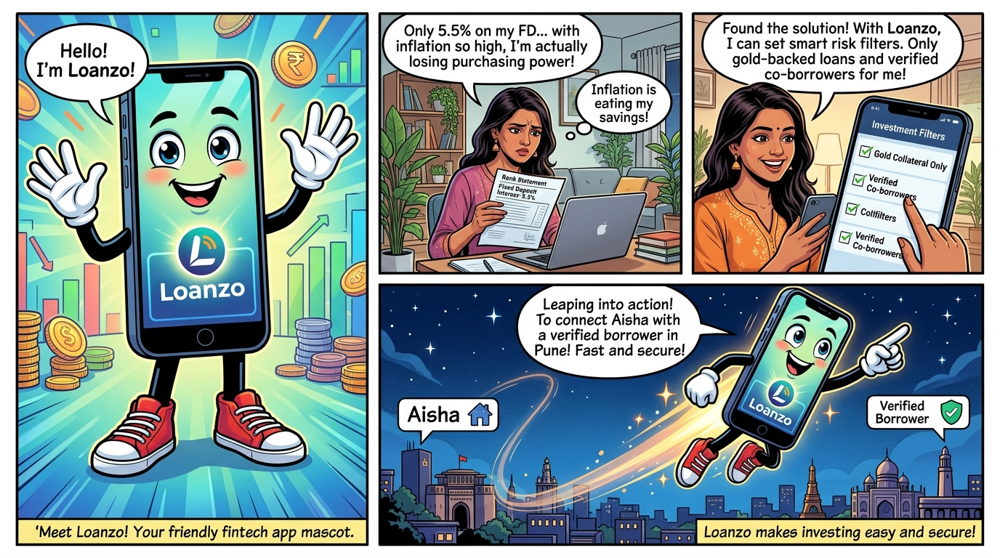 Hello!
I'm Loanzo!
Loanzo
'Meet Loanzo! Your friendly fintech app mascot.
Only 5.5% on my FD... with
inflation so high, I'm actually
losing purchasing power!
Inflation is
eating my
savings!
Bank Statement
Fixed Deposit
5.5%
Found the solution! With Loanzo,
I can set smart risk filters. Only
gold-backed loans and verified
co-borrowers for me!
Investment Filters
Gold Collateral Only
Verified
Co-borrowers
Verified
Co-borrowers
Leaping into action!
To connect Aisha with
a verified borrower in
Pune! Fast and secure!
Aisha
Loanzo
Verified
Borrower
Loanzo makes investing easy and secure!